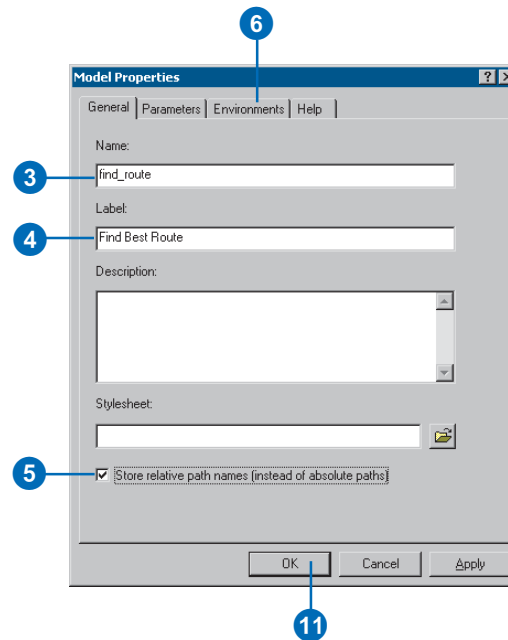 6
Model Properties
General Parameters Environments Help
Name:
3
find_route
Label:
4
Find Best Route
Description:
Stylesheet:
5
Store relative path names (instead of absolute paths)
OK Cancel Apply
11